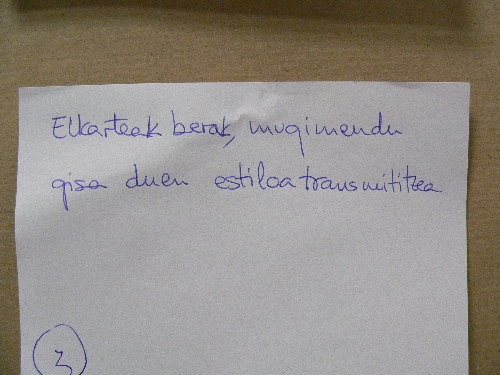 Elkarteak berak, mugimendu
gisa duen estiloa transmititzea
3